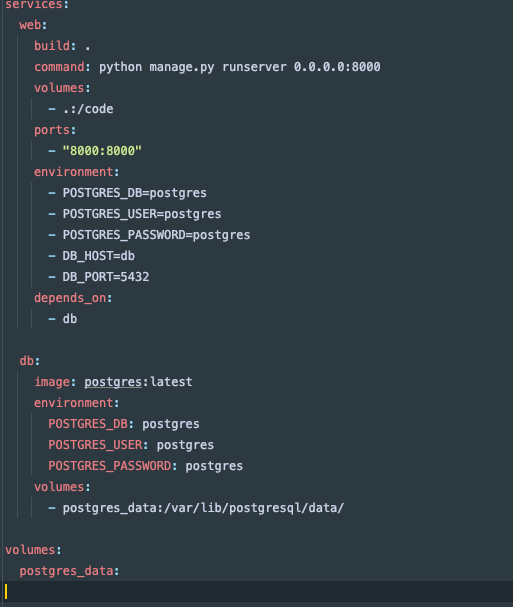 services:
  web:
    build: .
    command: python manage.py runserver 0.0.0.0:8000
    volumes:
      - .:/code
    ports:
      - "8000:8000"
    environment:
      - POSTGRES_DB=postgres
      - POSTGRES_USER=postgres
      - POSTGRES_PASSWORD=postgres
      - DB_HOST=db
      - DB_PORT=5432
    depends_on:
      - db

  db:
    image: postgres:latest
    environment:
      POSTGRES_DB: postgres
      POSTGRES_USER: postgres
      POSTGRES_PASSWORD: postgres
    volumes:
      - postgres_data:/var/lib/postgresql/data/

volumes:
  postgres_data: